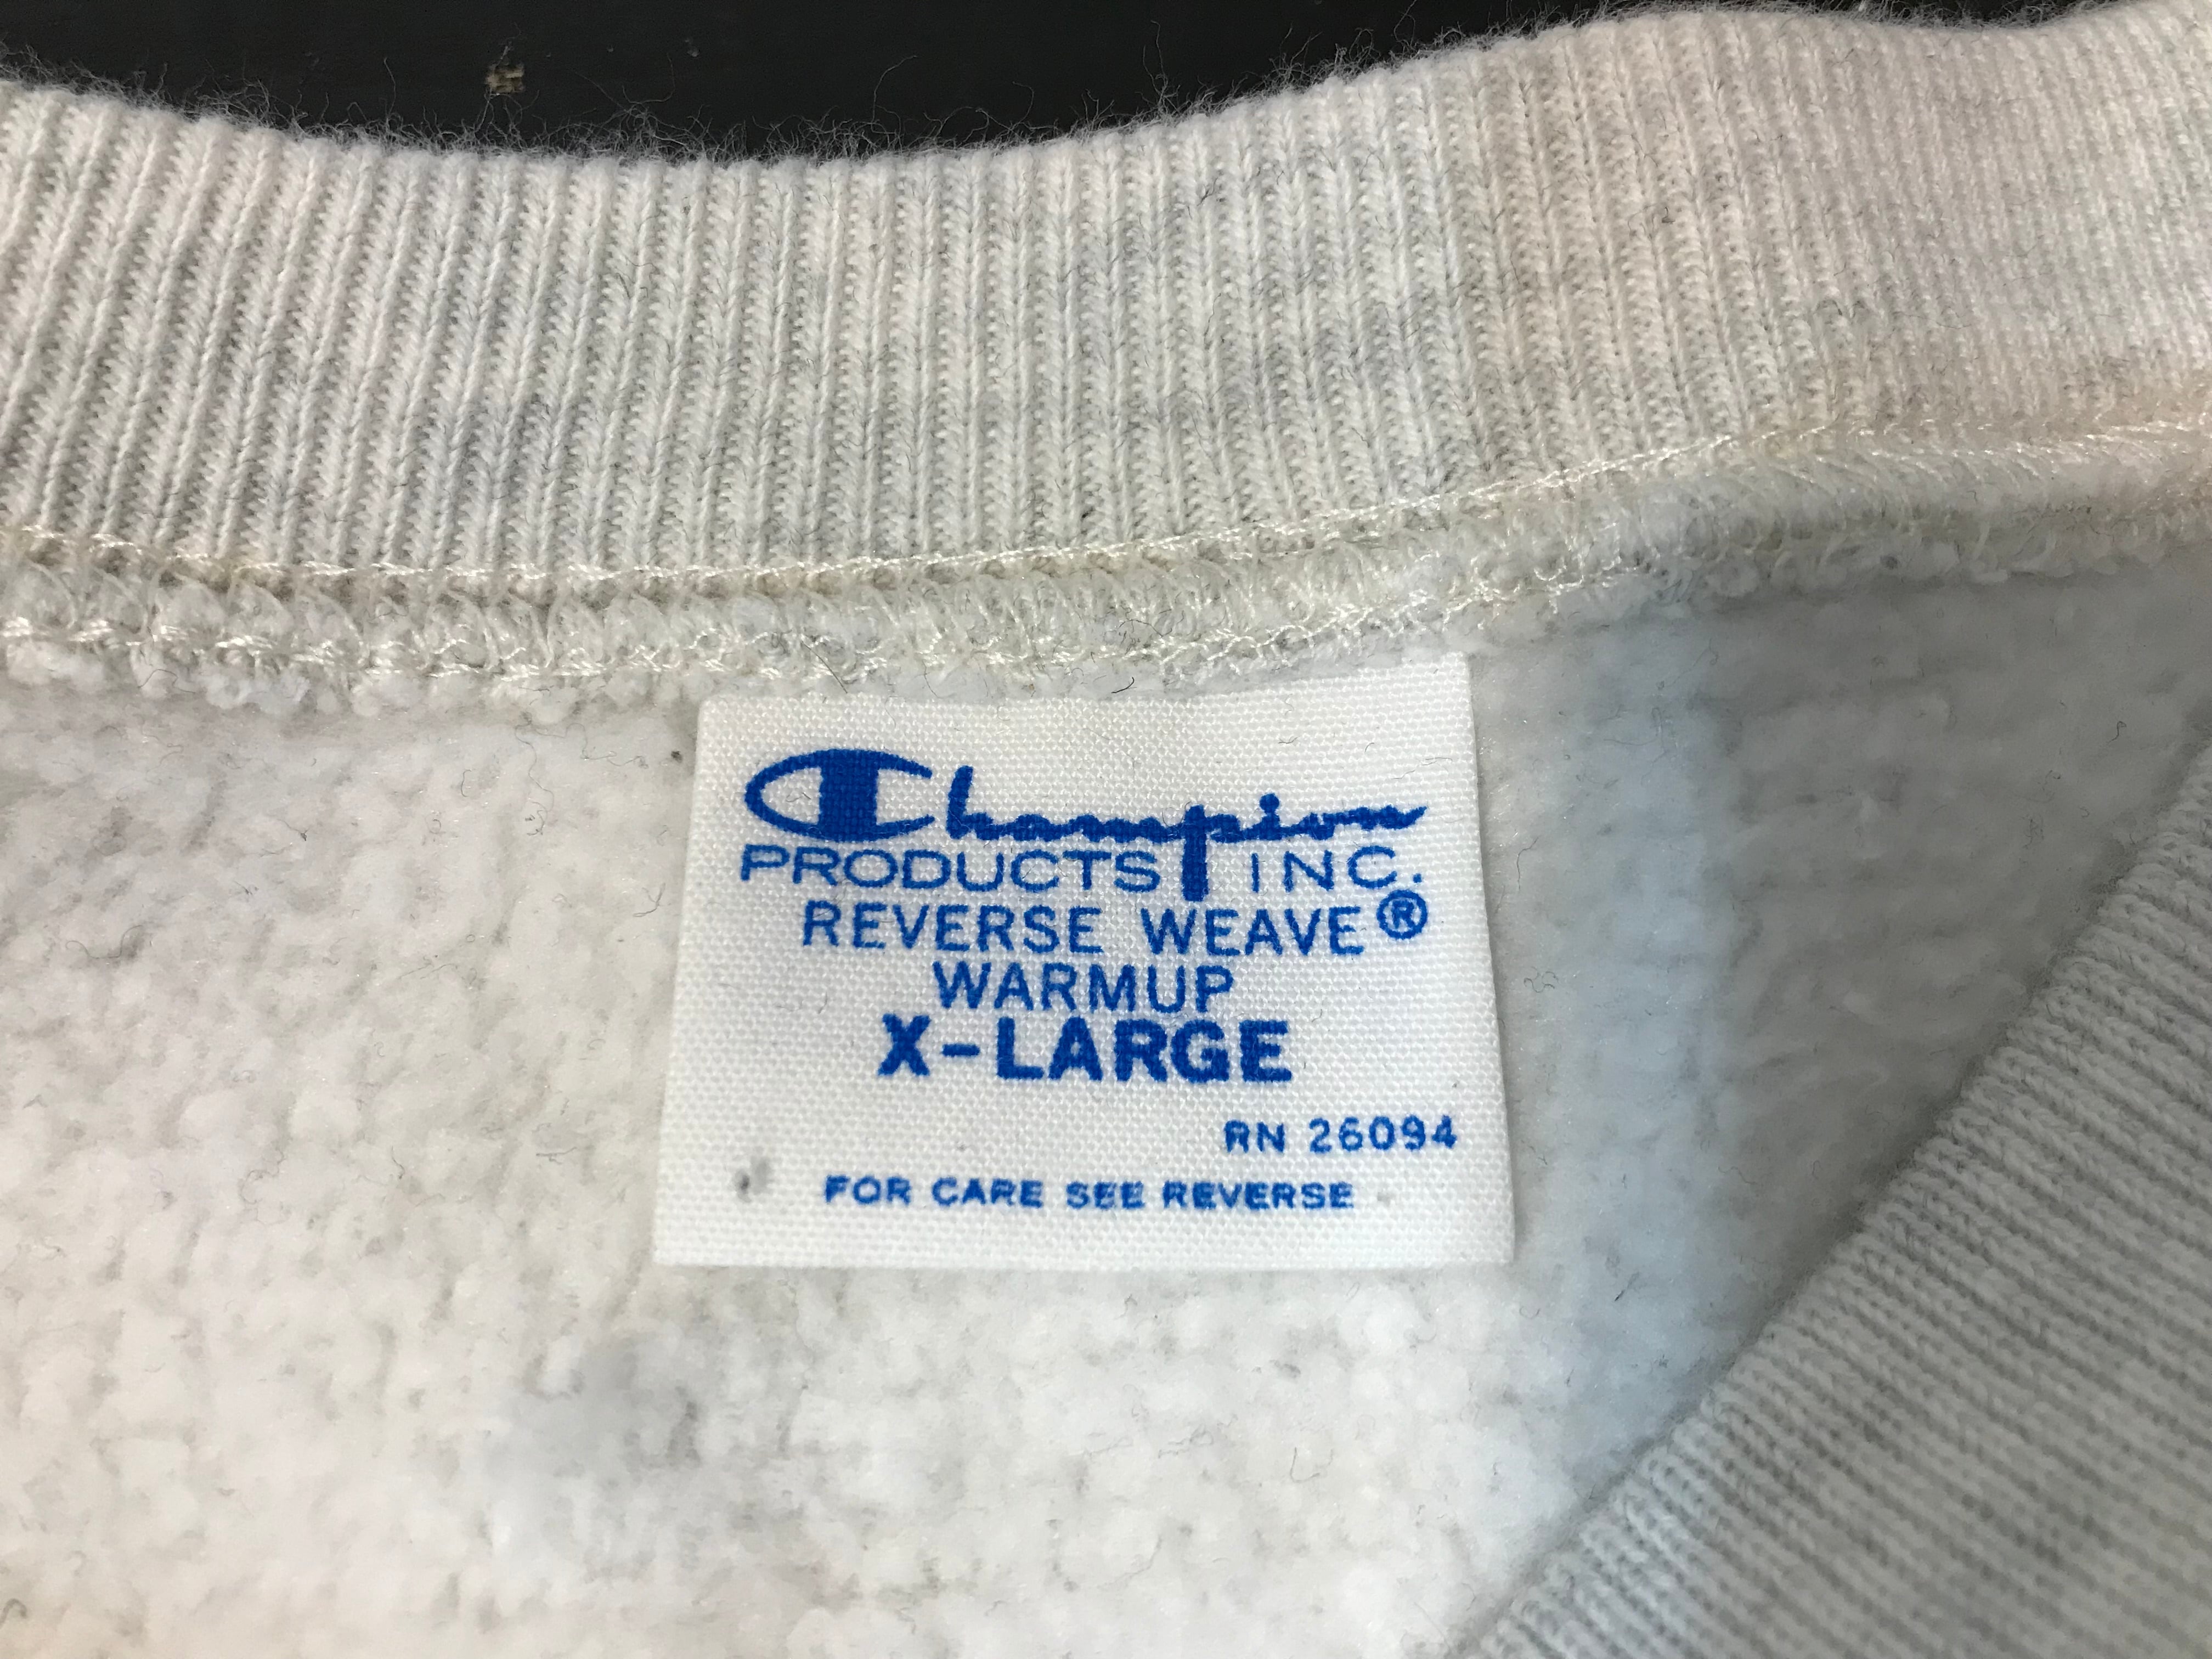 Champion
PRODUCTS INC.
REVERSE WEAVE®
WARMUP
X-LARGE
RN 26094
FOR CARE SEE REVERSE